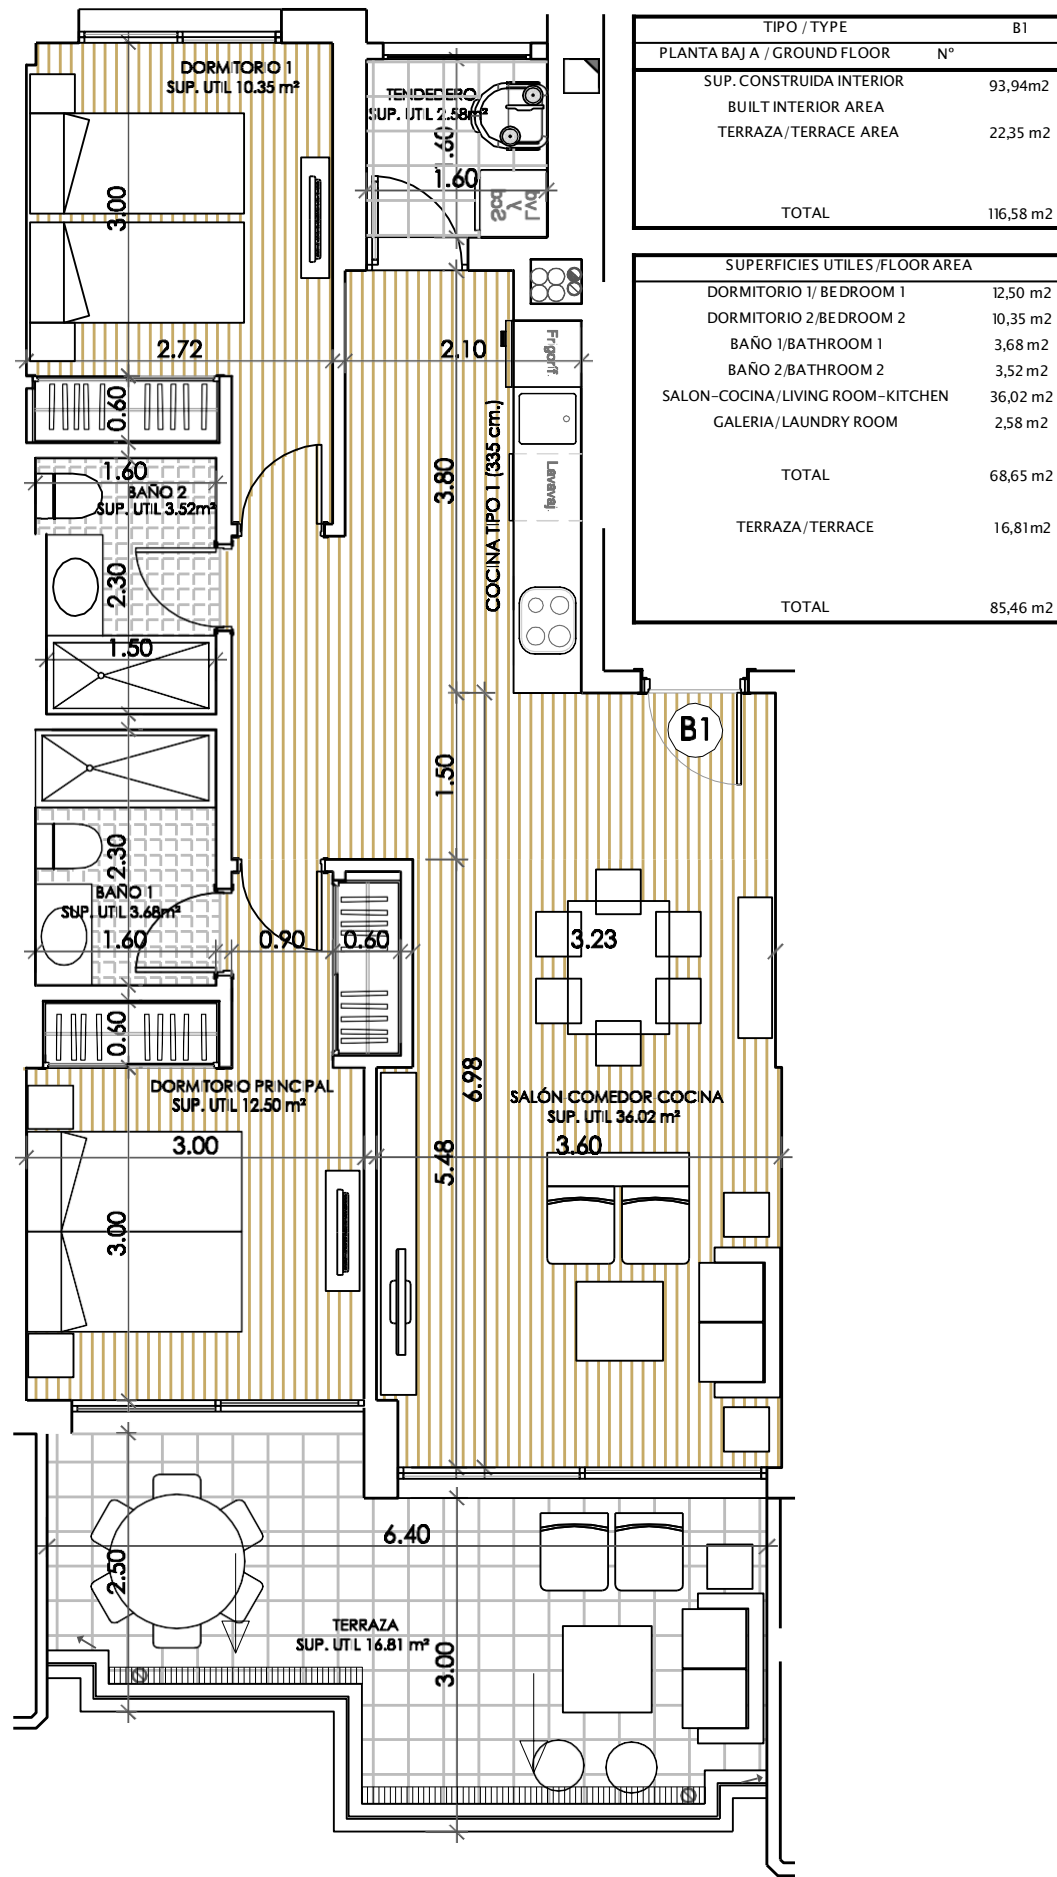 TIPO / TYPE B1
PLANTA BAJA / GROUND FLOOR N°
SUP. CONSTRUIDA INTERIOR 93,94m2
BUILT INTERIOR AREA
TERRAZA/TERRACE AREA 22,35 m2
TOTAL 116,58 m2
SUPERFICIES UTILES/FLOOR AREA
DORMITORIO 1/ BEDROOM 1 12,50 m2
DORMITORIO 2/BEDROOM 2 10,35 m2
BAÑO 1/BATHROOM 1 3,68 m2
BAÑO 2/BATHROOM 2 3,52 m2
SALON-COCINA/LIVING ROOM-KITCHEN 36,02 m2
GALERIA/LAUNDRY ROOM 2,58 m2
TOTAL 68,65 m2
TERRAZA/TERRACE 16,81m2
TOTAL 85,46 m2
DORMITORIO 1
SUP. UTIL 10.35 m²
TENDEDERO
SUP. UTIL 2.58m²
.60
1.60
Lvd
y
Scd
3.00
2.72
2.10
Frigoríf.
0.60
COCINA TIPO 1 (335 cm.)
3.80
Lavavaj.
1.60
BAÑO 2
SUP. UTIL 3.52m²
2.30
1.50
B1
1.50
2.30
BAÑO 1
SUP. UTIL 3.68m²
1.60
0.90
0.60
3.23
0.60
6.98
DORMITORIO PRINCIPAL
SUP. UTIL 12.50 m²
SALÓN COMEDOR COCINA
SUP. UTIL 36.02 m²
3.00
3.60
5.48
3.00
6.40
2.50
TERRAZA
SUP. UTIL 16.81 m²
3.00